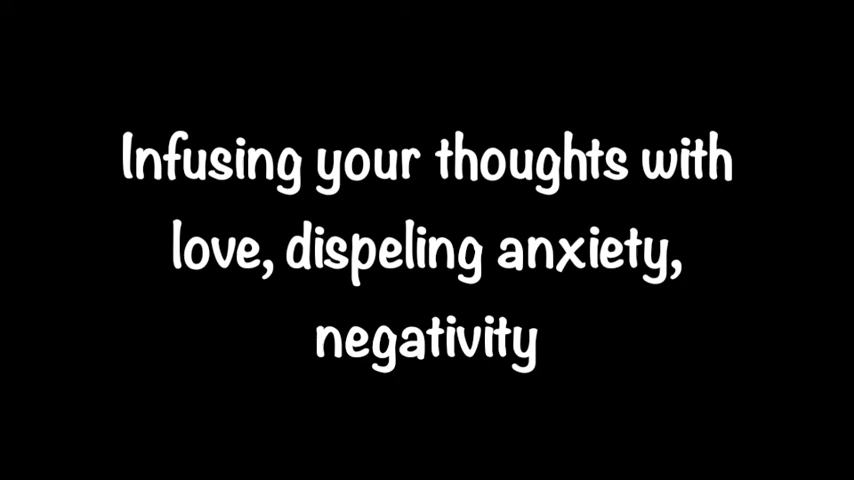 Infusing your thoughts with
love, dispeling anxiety,
negativity